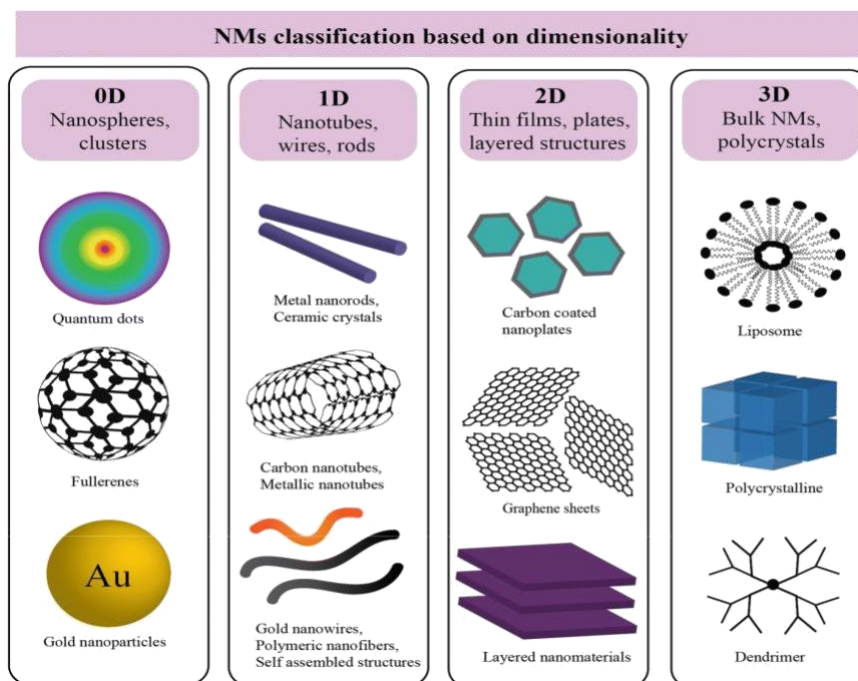 NMs classification based on dimensionality
0D
Nanospheres,
clusters
Quantum dots
Fullerenes
Au
Gold nanoparticles
1D
Nanotubes,
wires, rods
Metal nanorods,
Ceramic crystals
Carbon nanotubes,
Metallic nanotubes
Gold nanowires,
Polymeric nanofibers,
Self assembled structures
2D
Thin films, plates,
layered structures
Carbon coated
nanoplates
Graphene sheets
Layered nanomaterials
3D
Bulk NMs,
polycrystals
Liposome
Polycrystalline
Dendrimer